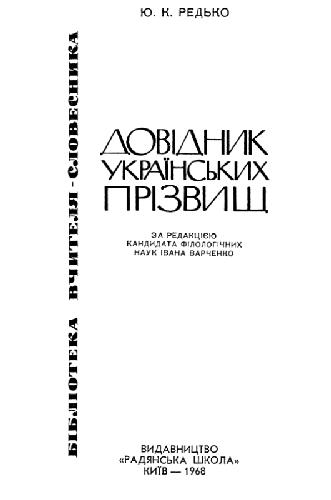 Ю. К. РЕДЬКО
БІБЛІОТЕКА ВЧИТЕЛЯ-СЛОВЕСНИКА
ДОВІДНИК
УКРАЇНСЬКИХ
ПРІЗВИЩ
ЗА РЕДАКЦІЄЮ
КАНДИДАТА ФІЛОЛОГІЧНИХ
НАУК ІВАНА ВАРЧЕНКО
ВИДАВНИЦТВО
«РАДЯНСЬКА ШКОЛА»
КИЇВ — 1968